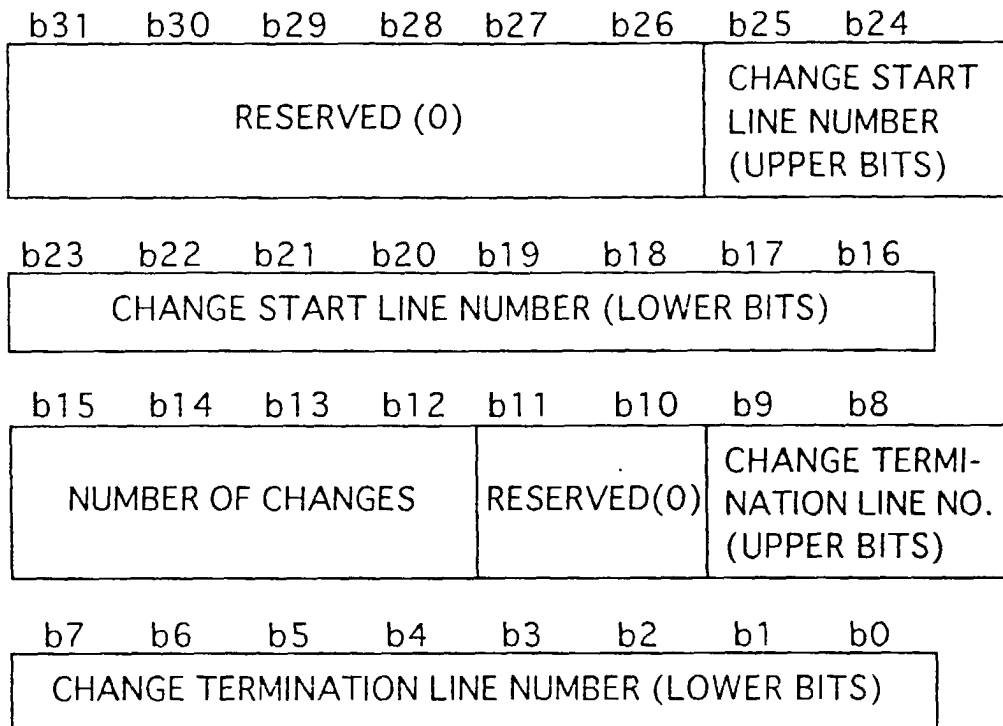 b31 b30 b29 b28 b27 b26 b25 b24
RESERVED (0)
CHANGE START
LINE NUMBER
(UPPER BITS)
b23 b22 b21 b20 b19 b18 b17 b16
CHANGE START LINE NUMBER (LOWER BITS)
b15 b14 b13 b12 b11 b10 b9 b8
NUMBER OF CHANGES
RESERVED(0)
CHANGE TERMI-
NATION LINE NO.
(UPPER BITS)
b7 b6 b5 b4 b3 b2 b1 b0
CHANGE TERMINATION LINE NUMBER (LOWER BITS)